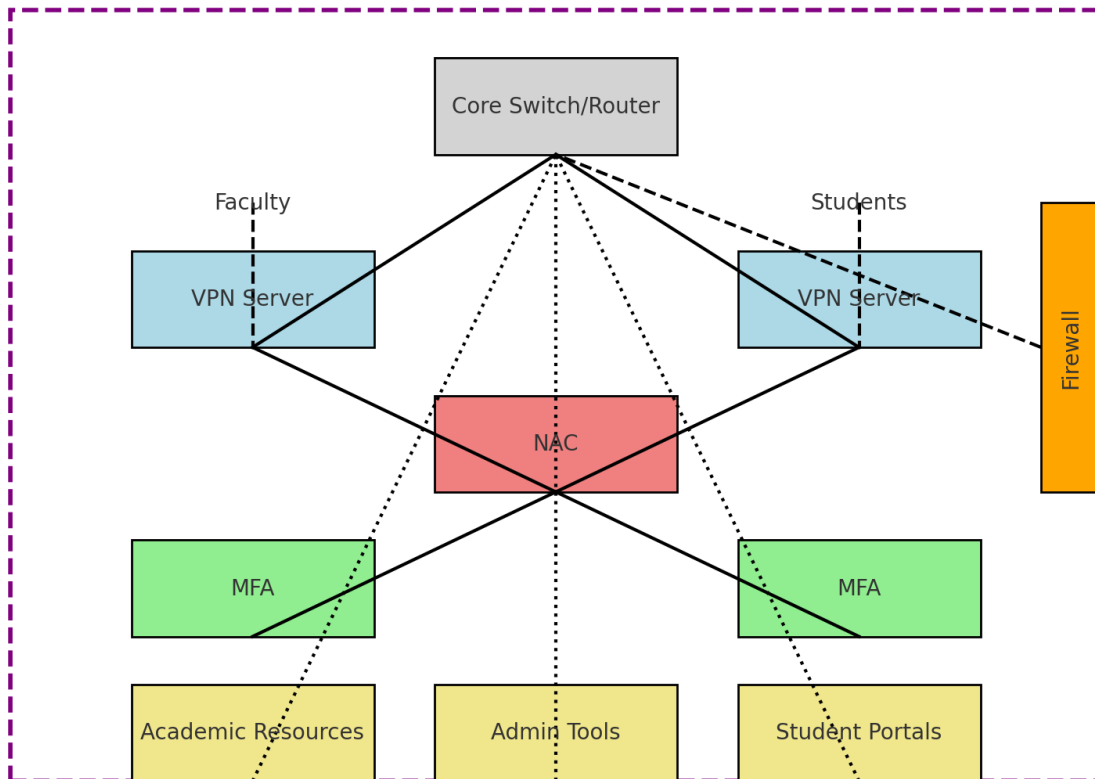 Core Switch/Router
Faculty
Students
VPN Server
VPN Server
Firewall
NAC
MFA
MFA
Academic Resources
Admin Tools
Student Portals